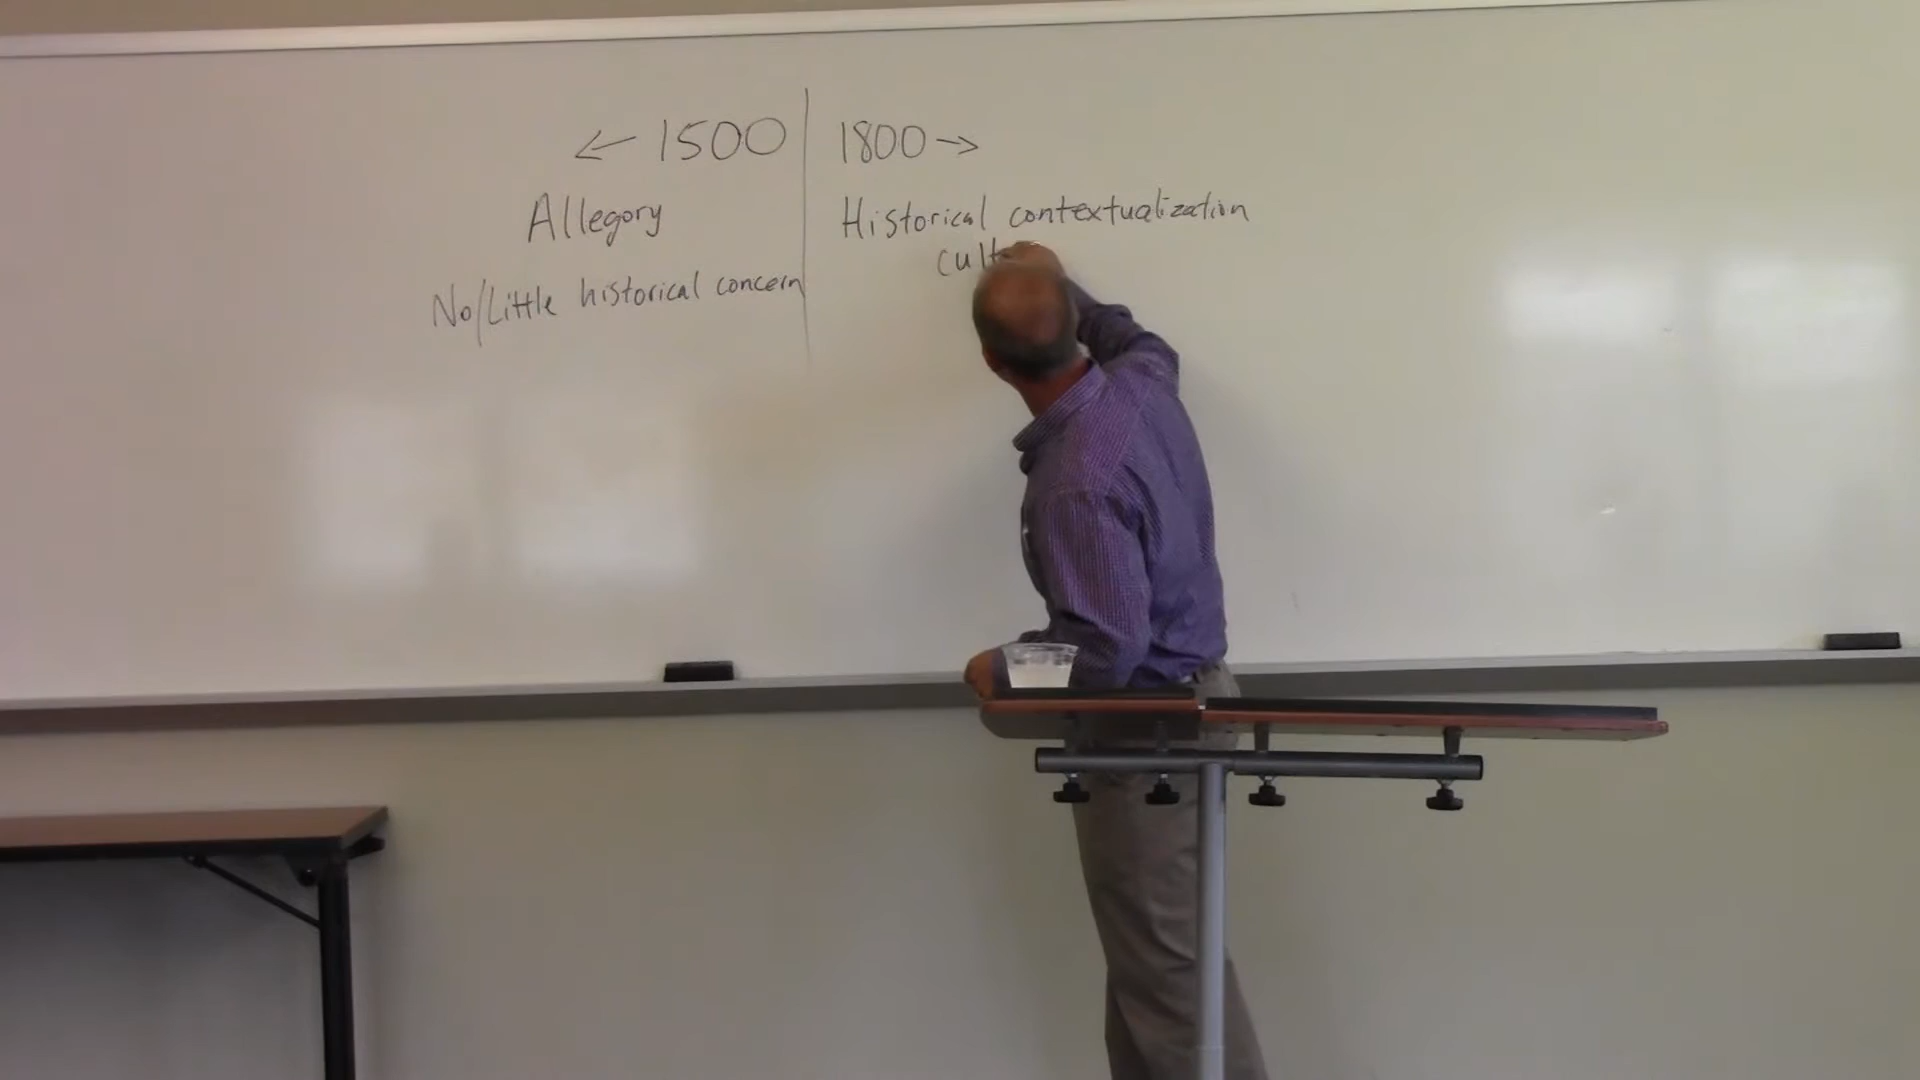 ← 1500
Allegory
No/Little historical concern
1800 →
Historical contextualization